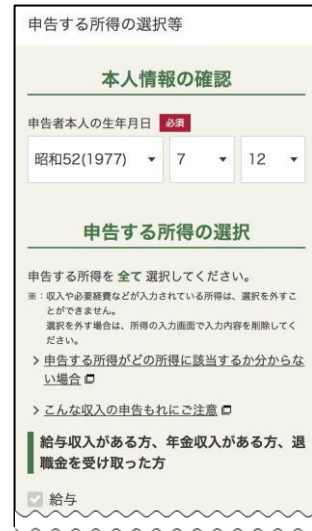 申告する所得の選択等
本人情報の確認
申告者本人の生年月日 必須
昭和52(1977) 7 12
申告する所得の選択
申告する所得を 全て 選択してください。
※：収入や必要経費などが入力されている所得は、選択を外すこ
とができません。
選択を外す場合は、所得の入力画面で入力内容を削除してく
ださい。
> 申告する所得がどの所得に該当するか分からな
い場合
> こんな収入の申告もれにご注意
給与収入がある方、年金収入がある方、退
職金を受け取った方
給与